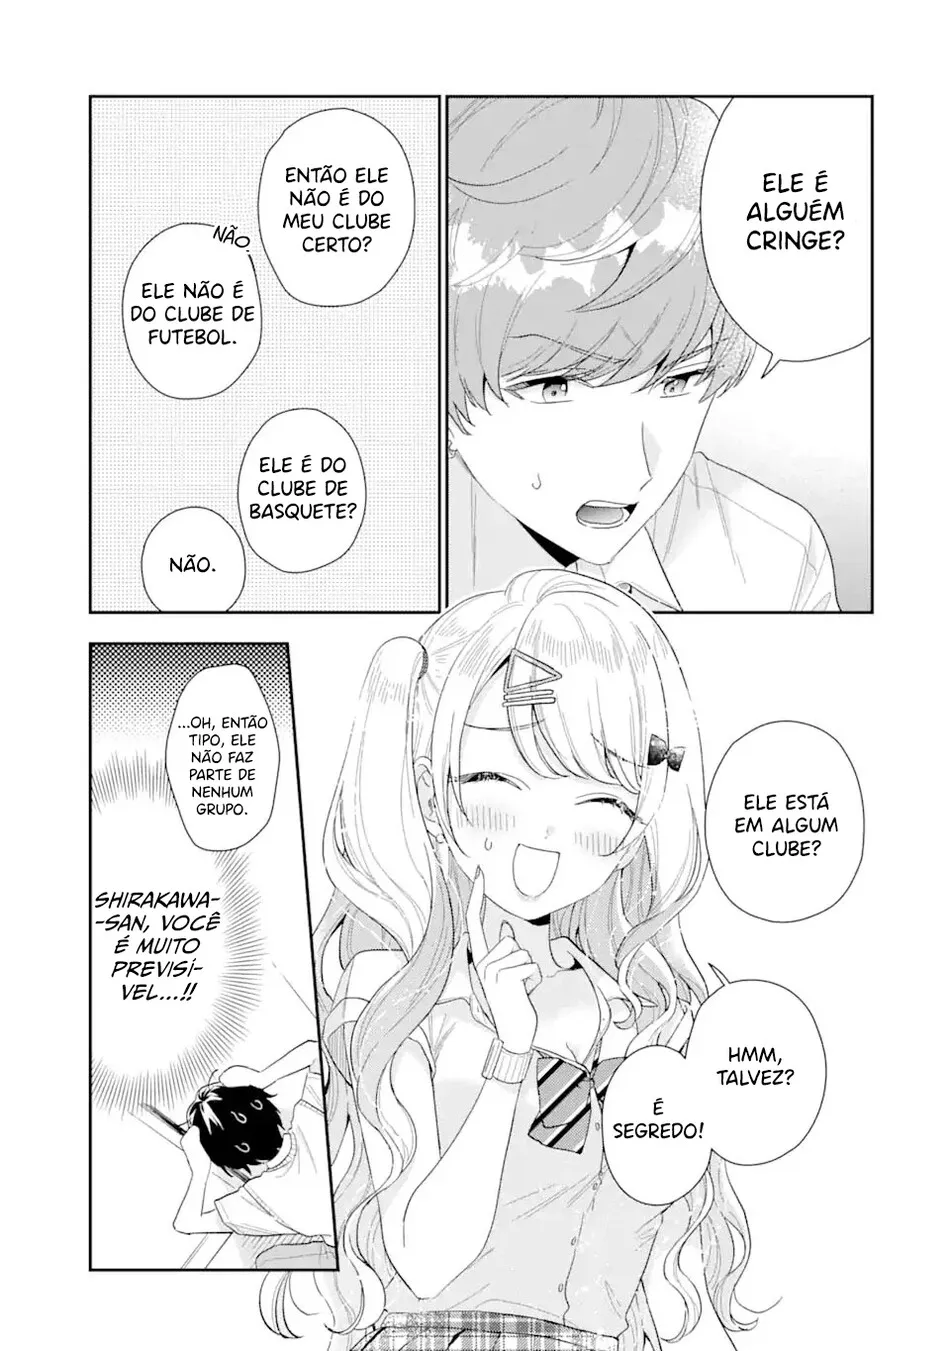 ELE É
ALGUÉM
CRINGE?
ENTÃO ELE
NÃO É DO
MEU CLUBE
CERTO?
NÃO.
ELE NÃO É
DO CLUBE DE
FUTEBOL.
ELE É DO
CLUBE DE
BASQUETE?
NÃO.
ELE ESTÁ
EM ALGUM
CLUBE?
HMM,
TALVEZ?
É
SEGREDO!
...OH, ENTÃO
TIPO, ELE
NÃO FAZ
PARTE DE
NENHUM
GRUPO.
SHIRAKAWA-
-SAN, VOCÊ
É MUITO
PREVISÍ-
VEL...!!